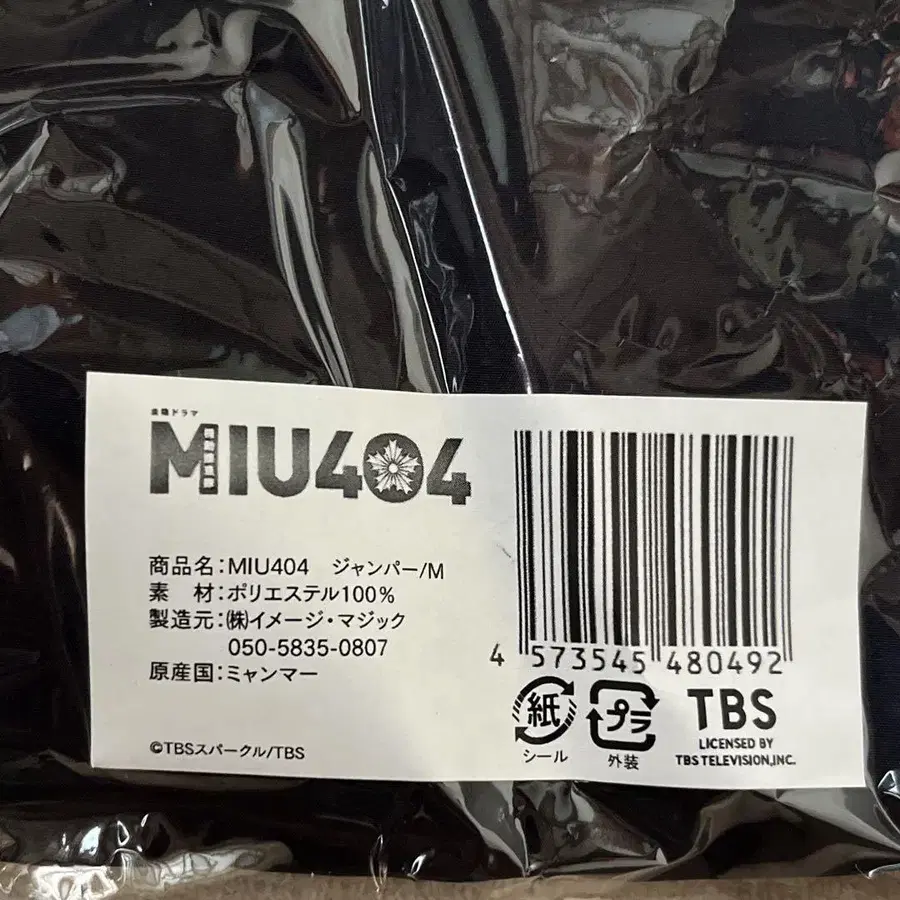 金曜ドラマ
MIU404
商品名:MIU404 ジャンパー/M
素 材:ポリエステル100%
製造元:㈱イメージ・マジック
050-5835-0807
原産国:ミャンマー
©TBSスパークル/TBS
4 573545 480492
紙
シール
プラ
外装
TBS
LICENSED BY
TBS TELEVISION,INC.